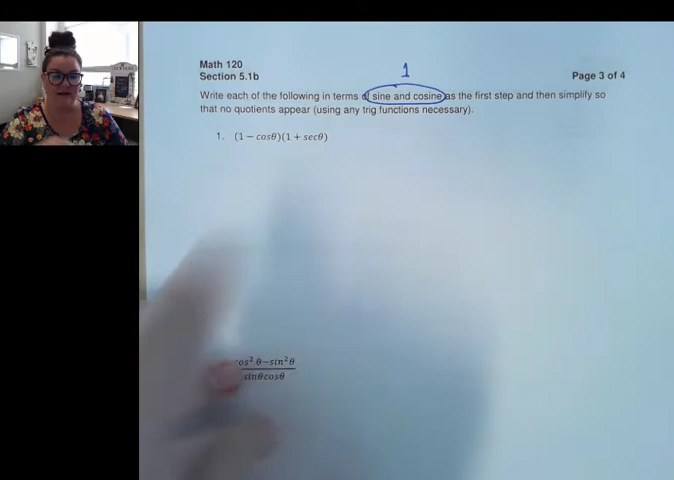 Math 120
1
Section 5.1b
Page 3 of 4
Write each of the following in terms of sine and cosine as the first step and then simplify so
that no quotients appear (using any trig functions necessary).
1. (1 − cosθ)(1 + secθ)
cos² θ−sin²θ
sinθcosθ